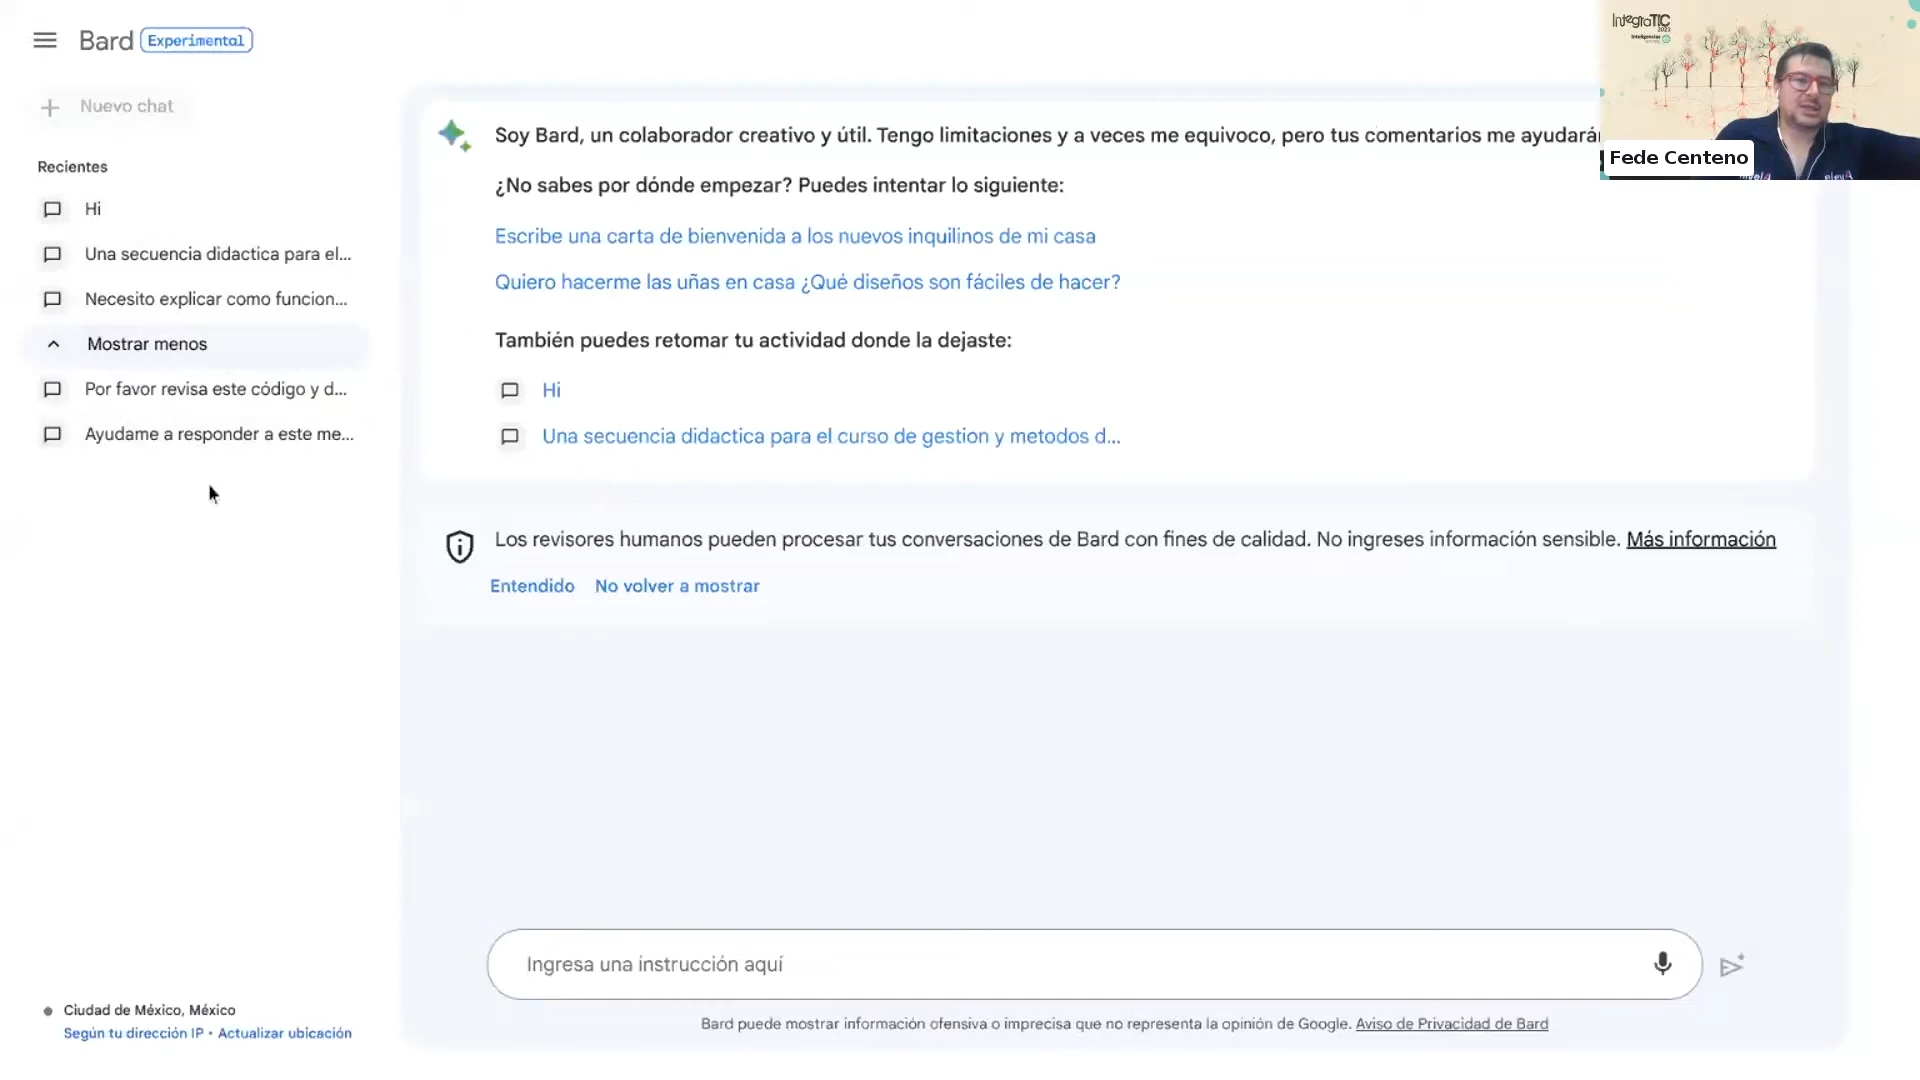 Bard Experimental
Nuevo chat
Recientes
Hi
Una secuencia didactica para el...
Necesito explicar como funcion...
Mostrar menos
Por favor revisa este código y d...
Ayudame a responder a este me...
Ciudad de México, México
Según tu dirección IP • Actualizar ubicación
Soy Bard, un colaborador creativo y útil. Tengo limitaciones y a veces me equivoco, pero tus comentarios me ayudarán
¿No sabes por dónde empezar? Puedes intentar lo siguiente:
Escribe una carta de bienvenida a los nuevos inquilinos de mi casa
Quiero hacerme las uñas en casa ¿Qué diseños son fáciles de hacer?
También puedes retomar tu actividad donde la dejaste:
Hi
Una secuencia didactica para el curso de gestion y metodos d...
Los revisores humanos pueden procesar tus conversaciones de Bard con fines de calidad. No ingreses información sensible. Más información
Entendido No volver a mostrar
Ingresa una instrucción aquí
Bard puede mostrar información ofensiva o imprecisa que no representa la opinión de Google. Aviso de Privacidad de Bard
IntegraTIC
2023
Inteligencias
Fede Centeno